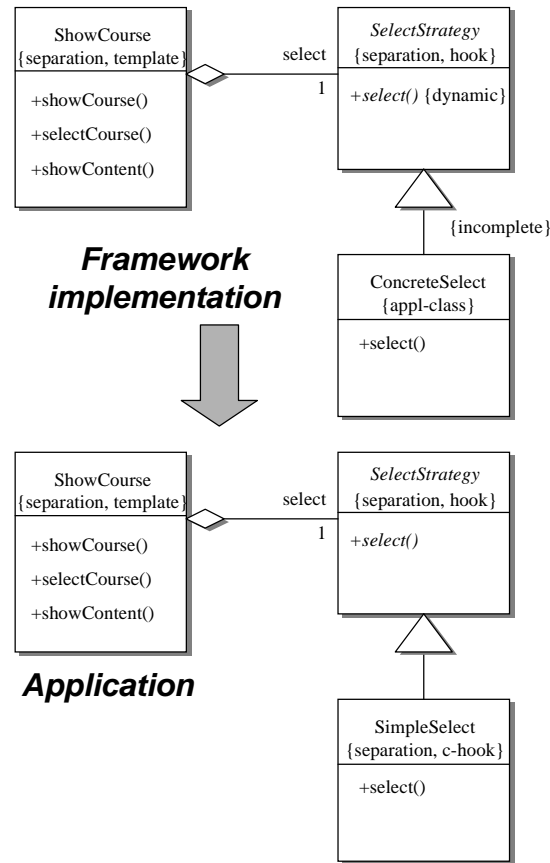 ShowCourse
{separation, template}
+showCourse()
+selectCourse()
+showContent()
select
1
SelectStrategy
{separation, hook}
+select() {dynamic}
{incomplete}
ConcreteSelect
{appl-class}
+select()
Framework
implementation
ShowCourse
{separation, template}
+showCourse()
+selectCourse()
+showContent()
select
1
SelectStrategy
{separation, hook}
+select()
Application
SimpleSelect
{separation, c-hook}
+select()